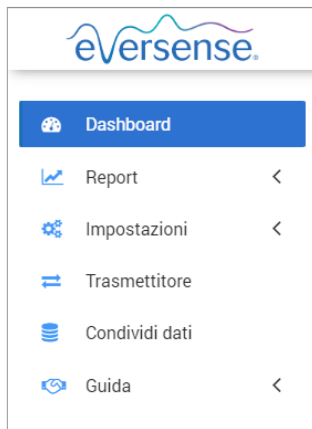 eversense.
Dashboard
Report
Impostazioni
Trasmettitore
Condividi dati
Guida